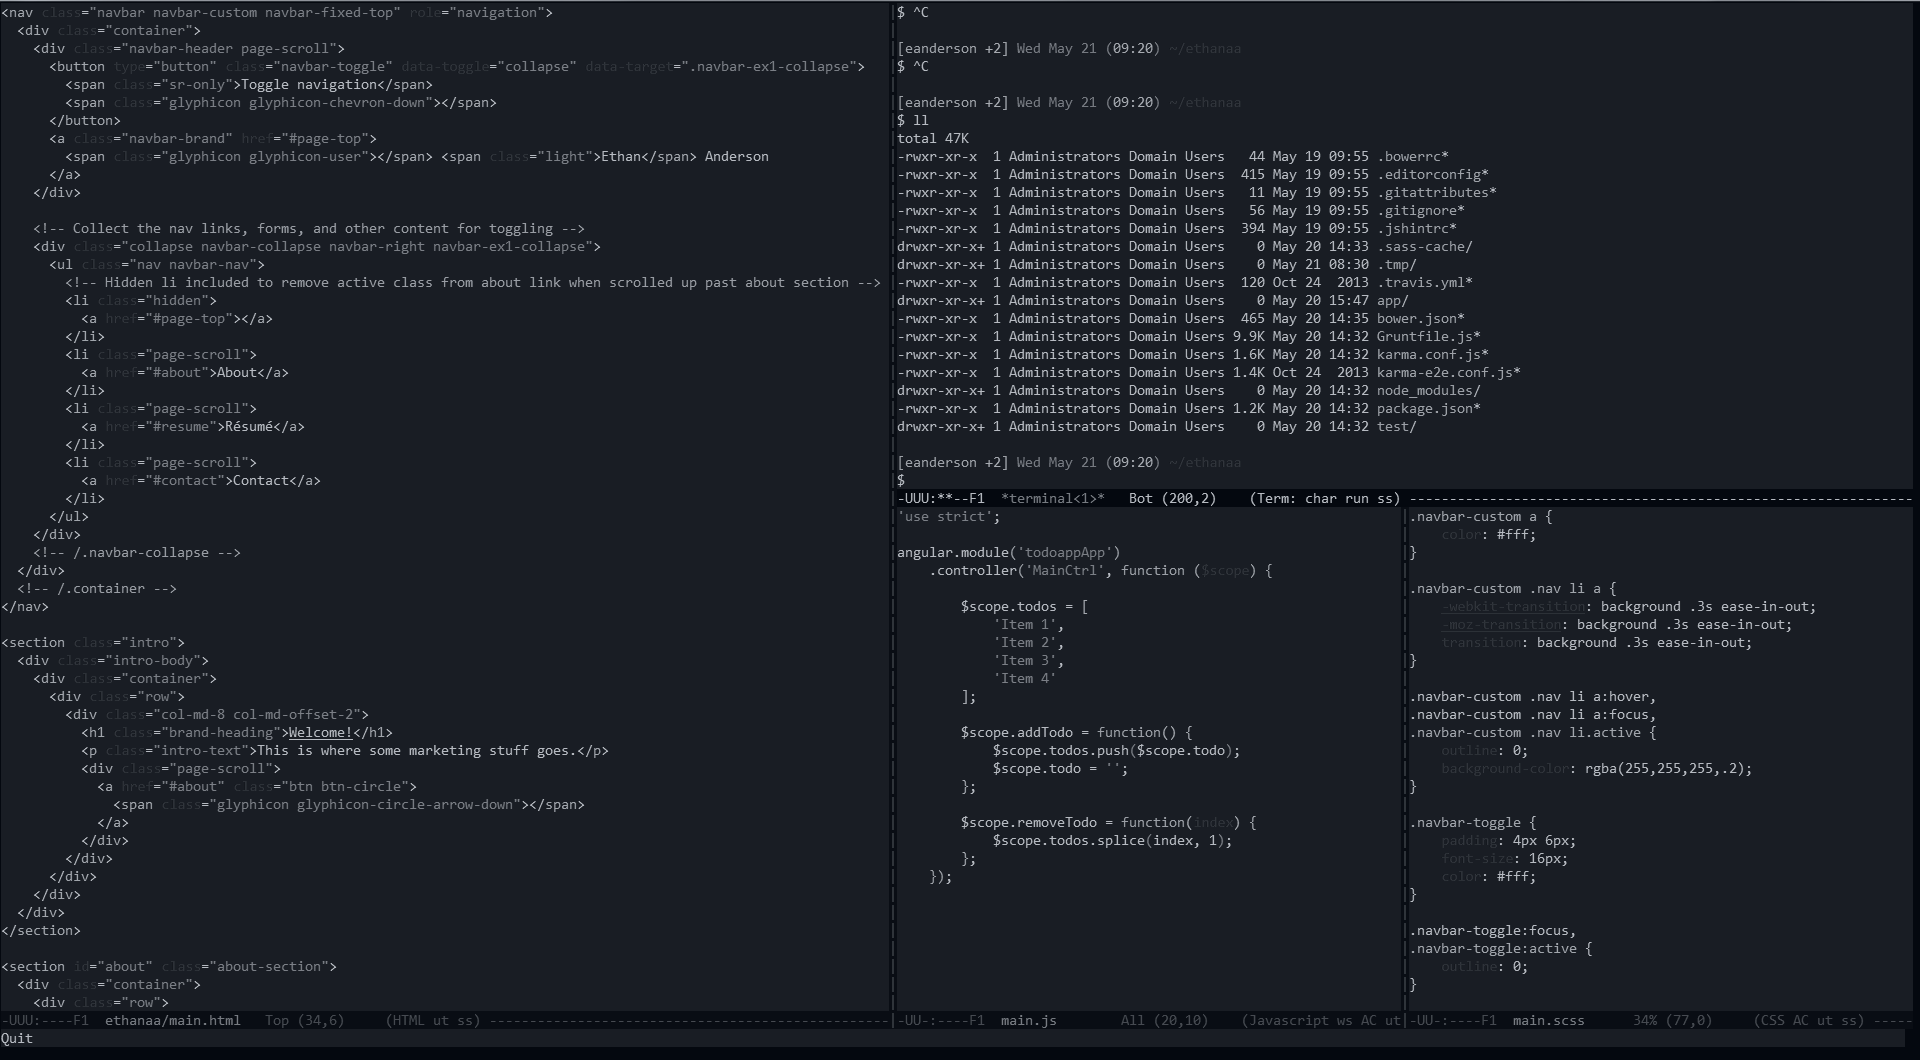 <nav class="navbar navbar-custom navbar-fixed-top" role="navigation">
  <div class="container">
    <div class="navbar-header page-scroll">
      <button type="button" class="navbar-toggle" data-toggle="collapse" data-target=".navbar-ex1-collapse">
        <span class="sr-only">Toggle navigation</span>
        <span class="glyphicon glyphicon-chevron-down"></span>
      </button>
      <a class="navbar-brand" href="#page-top">
        <span class="glyphicon glyphicon-user"></span> <span class="light">Ethan</span> Anderson
      </a>
    </div>

    <!-- Collect the nav links, forms, and other content for toggling -->
    <div class="collapse navbar-collapse navbar-right navbar-ex1-collapse">
      <ul class="nav navbar-nav">
        <!-- Hidden li included to remove active class from about link when scrolled up past about section -->
        <li class="hidden">
          <a href="#page-top"></a>
        </li>
        <li class="page-scroll">
          <a href="#about">About</a>
        </li>
        <li class="page-scroll">
          <a href="#resume">Résumé</a>
        </li>
        <li class="page-scroll">
          <a href="#contact">Contact</a>
        </li>
      </ul>
    </div>
    <!-- /.navbar-collapse -->
  </div>
  <!-- /.container -->
</nav>

<section class="intro">
  <div class="intro-body">
    <div class="container">
      <div class="row">
        <div class="col-md-8 col-md-offset-2">
          <h1 class="brand-heading">Welcome!</h1>
          <p class="intro-text">This is where some marketing stuff goes.</p>
          <div class="page-scroll">
            <a href="#about" class="btn btn-circle">
              <span class="glyphicon glyphicon-circle-arrow-down"></span>
            </a>
          </div>
        </div>
      </div>
    </div>
  </div>
</section>

<section id="about" class="about-section">
  <div class="container">
    <div class="row">
-UUU:----F1  ethanaa/main.html   Top (34,6)     (HTML ut ss) --------------------------------------------------
$ ^C

[eanderson +2] Wed May 21 (09:20) ~/ethanaa
$ ^C

[eanderson +2] Wed May 21 (09:20) ~/ethanaa
$ ll
total 47K
-rwxr-xr-x  1 Administrators Domain Users   44 May 19 09:55 .bowerrc*
-rwxr-xr-x  1 Administrators Domain Users  415 May 19 09:55 .editorconfig*
-rwxr-xr-x  1 Administrators Domain Users   11 May 19 09:55 .gitattributes*
-rwxr-xr-x  1 Administrators Domain Users   56 May 19 09:55 .gitignore*
-rwxr-xr-x  1 Administrators Domain Users  394 May 19 09:55 .jshintrc*
drwxr-xr-x+ 1 Administrators Domain Users    0 May 20 14:33 .sass-cache/
drwxr-xr-x+ 1 Administrators Domain Users    0 May 21 08:30 .tmp/
-rwxr-xr-x  1 Administrators Domain Users  120 Oct 24  2013 .travis.yml*
drwxr-xr-x+ 1 Administrators Domain Users    0 May 20 15:47 app/
-rwxr-xr-x  1 Administrators Domain Users  465 May 20 14:35 bower.json*
-rwxr-xr-x  1 Administrators Domain Users 9.9K May 20 14:32 Gruntfile.js*
-rwxr-xr-x  1 Administrators Domain Users 1.6K May 20 14:32 karma.conf.js*
-rwxr-xr-x  1 Administrators Domain Users 1.4K Oct 24  2013 karma-e2e.conf.js*
drwxr-xr-x+ 1 Administrators Domain Users    0 May 20 14:32 node_modules/
-rwxr-xr-x  1 Administrators Domain Users 1.2K May 20 14:32 package.json*
drwxr-xr-x+ 1 Administrators Domain Users    0 May 20 14:32 test/

[eanderson +2] Wed May 21 (09:20) ~/ethanaa
$
-UUU:**--F1  *terminal<1>*   Bot (200,2)    (Term: char run ss) ---------------------------------------------------------------
'use strict';

angular.module('todoappApp')
    .controller('MainCtrl', function ($scope) {

        $scope.todos = [
            'Item 1',
            'Item 2',
            'Item 3',
            'Item 4'
        ];

        $scope.addTodo = function() {
            $scope.todos.push($scope.todo);
            $scope.todo = '';
        };

        $scope.removeTodo = function(index) {
            $scope.todos.splice(index, 1);
        };
    });
-UU-:----F1  main.js        All (20,10)    (Javascript ws AC ut
.navbar-custom a {
    color: #fff;
}

.navbar-custom .nav li a {
    -webkit-transition: background .3s ease-in-out;
    -moz-transition: background .3s ease-in-out;
    transition: background .3s ease-in-out;
}

.navbar-custom .nav li a:hover,
.navbar-custom .nav li a:focus,
.navbar-custom .nav li.active {
    outline: 0;
    background-color: rgba(255,255,255,.2);
}

.navbar-toggle {
    padding: 4px 6px;
    font-size: 16px;
    color: #fff;
}

.navbar-toggle:focus,
.navbar-toggle:active {
    outline: 0;
}
-UU-:----F1  main.scss      34% (77,0)     (CSS AC ut ss) -----
Quit